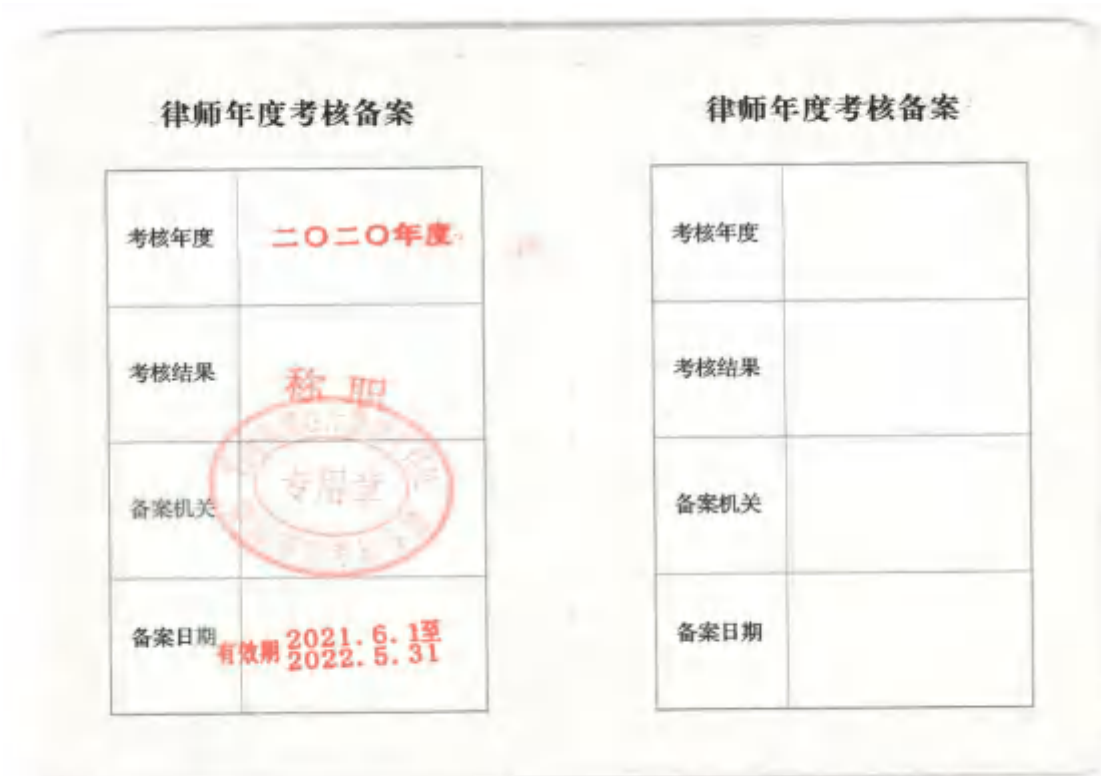 律师年度考核备案
考核年度 二〇二〇年度
考核结果 称职
备案机关 专用章
备案日期 有效期 2021.6.1至
2022.5.31
律师年度考核备案
考核年度
考核结果
备案机关
备案日期